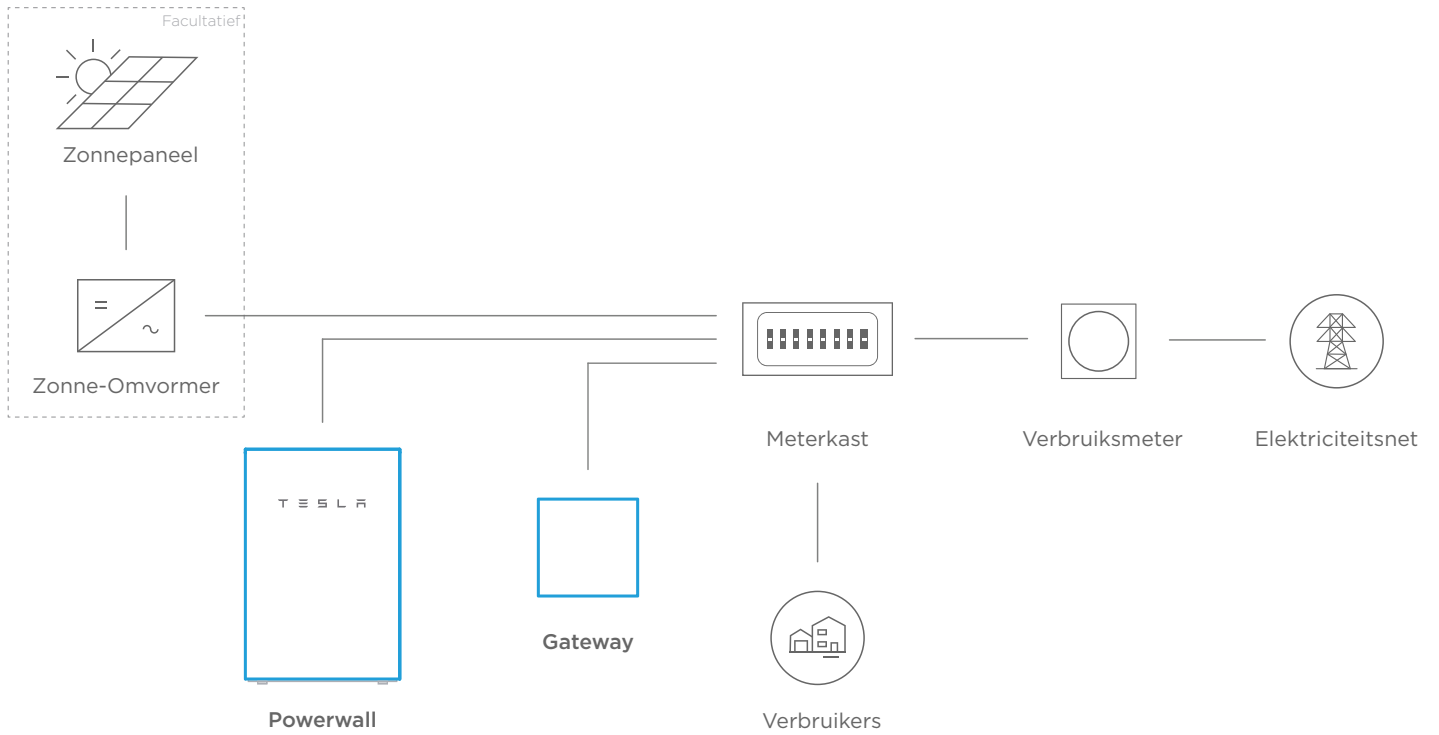 Facultatief
Zonnepaneel
Zonne-Omvormer
TESLA
Meterkast
Verbruiksmeter
Elektriciteitsnet
Gateway
Powerwall
Verbruikers